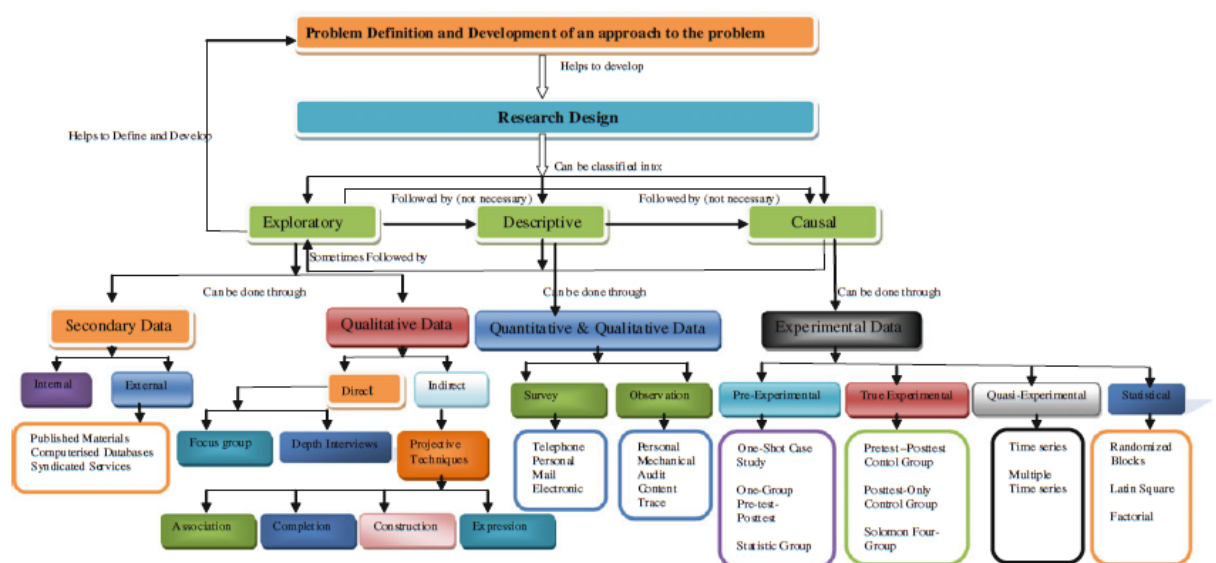 Problem Definition and Development of an approach to the problem
Helps to develop
Research Design
Helps to Define and Develop
Can be classified into:
Followed by (not necessary)
Followed by (not necessary)
Exploratory
Descriptive
Causal
Sometimes Followed by
Can be done through
Can be done through
Can be done through
Secondary Data
Qualitative Data
Quantitative & Qualitative Data
Experimental Data
Internal
External
Direct
Indirect
Survey
Observation
Pre-Experimental
True Experimental
Quasi-Experimental
Statistical
Published Materials
Computerised Databases
Syndicated Services
Focus group
Depth Interviews
Projective
Techniques
Association
Completion
Construction
Expression
Telephone
Personal
Mail
Electronic
Personal
Mechanical
Audit
Content
Trace
One-Shot Case
Study
One-Group
Pre-test-
Posttest
Statistic Group
Pretest–Posttest
Contol Group
Posttest-Only
Control Group
Solomon Four-
Group
Time series
Multiple
Time series
Randomized
Blocks
Latin Square
Factorial